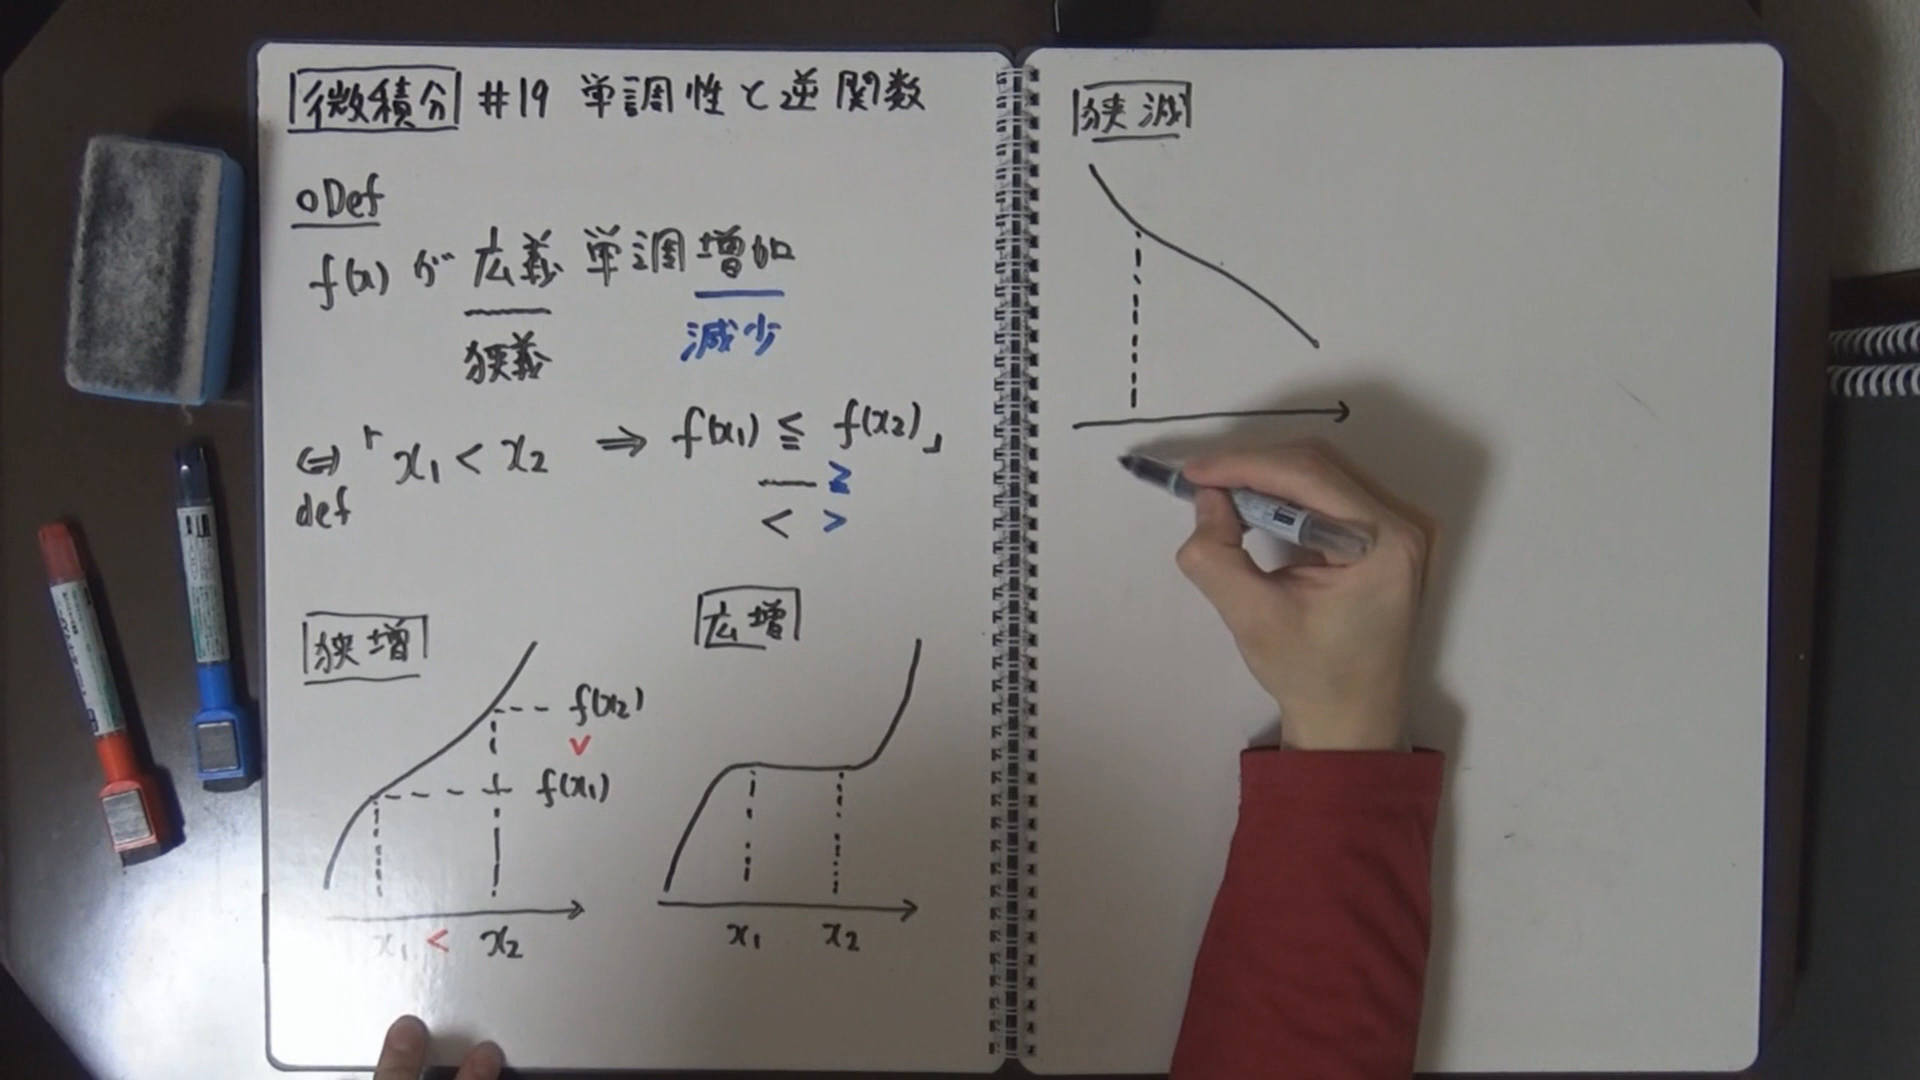 微積分 #19 単調性と逆関数
○Def
f(x) が 広義 単調 増加
狭義 減少
⇔ 「x₁ < x₂ ⇒ f(x₁) ≦ f(x₂)」
def
≧
< >
狭増
f(x₂)
∨
f(x₁)
x₁ < x₂
広増
x₁ x₂
狭減